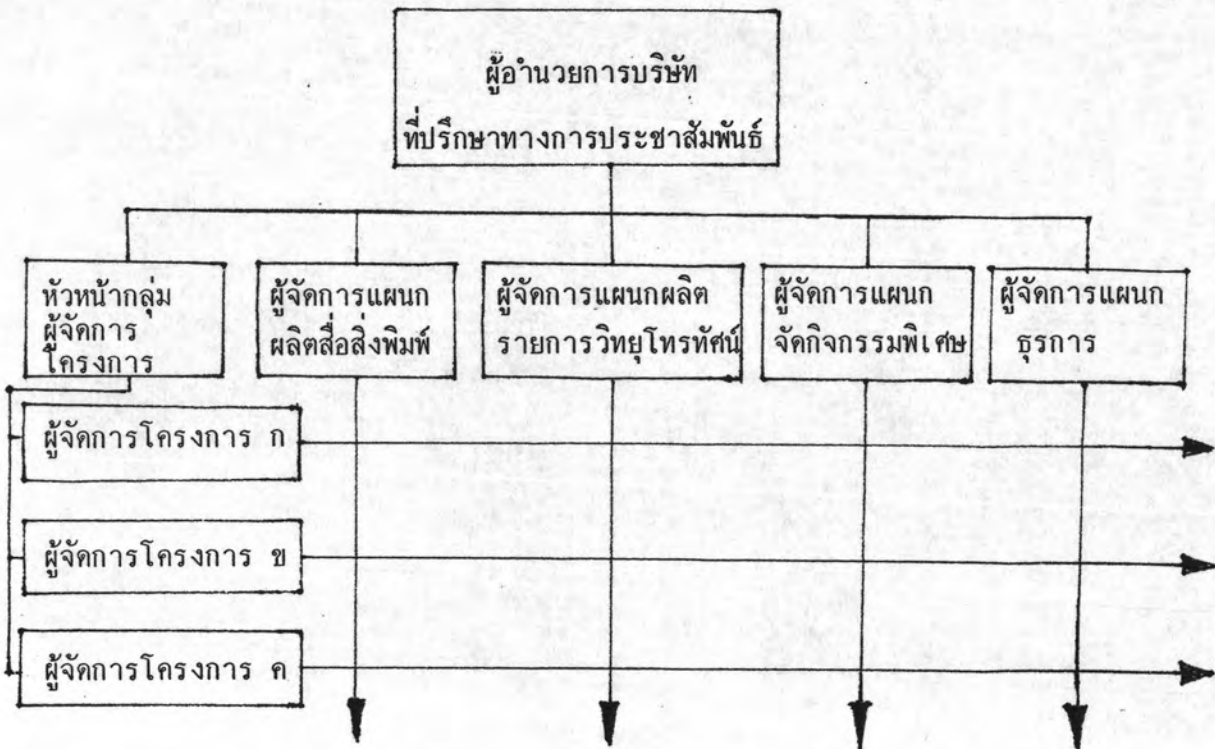 ผู้อำนวยการบริษัท
ที่ปรึกษาทางการประชาสัมพันธ์
หัวหน้ากลุ่ม
ผู้จัดการ
โครงการ
ผู้จัดการแผนก
ผลิตสื่อสิ่งพิมพ์
ผู้จัดการแผนกผลิต
รายการวิทยุโทรทัศน์
ผู้จัดการแผนก
จัดกิจกรรมพิเศษ
ผู้จัดการแผนก
ธุรการ
ผู้จัดการโครงการ ก
ผู้จัดการโครงการ ข
ผู้จัดการโครงการ ค